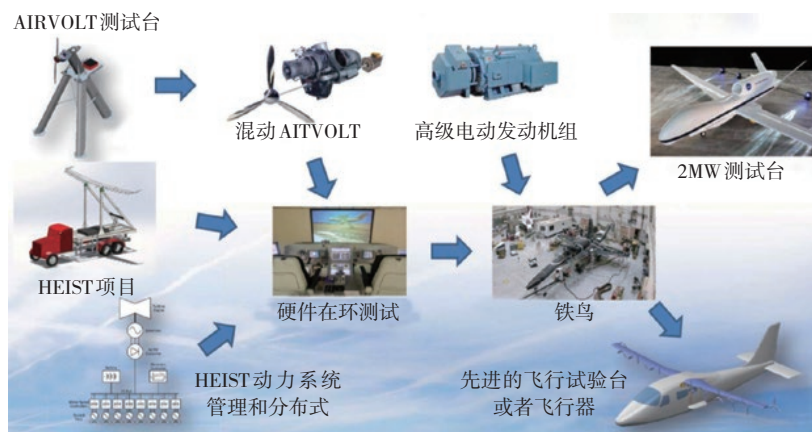 AIRVOLT测试台
混动AITVOLT
高级电动发动机组
2MW测试台
HEIST项目
硬件在环测试
铁鸟
HEIST动力系统
管理和分布式
先进的飞行试验台
或者飞行器